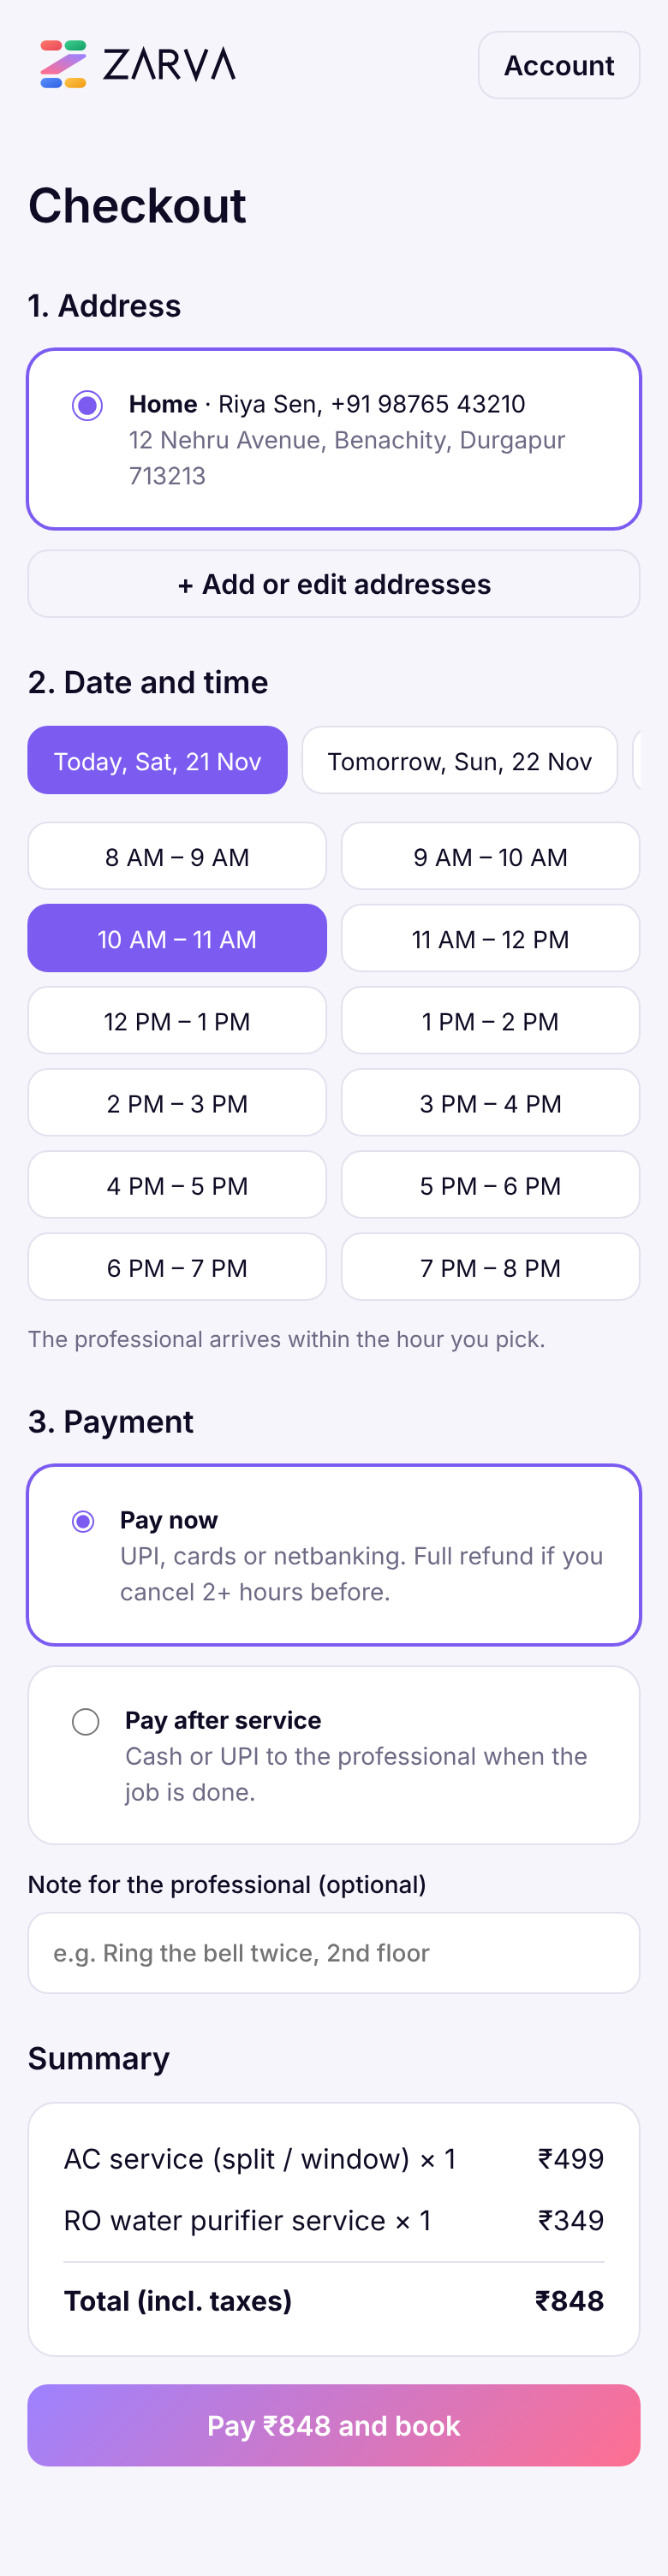 ZARVA
Account
Checkout
1. Address
Home · Riya Sen, +91 98765 43210
12 Nehru Avenue, Benachity, Durgapur
713213
+ Add or edit addresses
2. Date and time
Today, Sat, 21 Nov
Tomorrow, Sun, 22 Nov
8 AM – 9 AM
9 AM – 10 AM
10 AM – 11 AM
11 AM – 12 PM
12 PM – 1 PM
1 PM – 2 PM
2 PM – 3 PM
3 PM – 4 PM
4 PM – 5 PM
5 PM – 6 PM
6 PM – 7 PM
7 PM – 8 PM
The professional arrives within the hour you pick.
3. Payment
Pay now
UPI, cards or netbanking. Full refund if you
cancel 2+ hours before.
Pay after service
Cash or UPI to the professional when the
job is done.
Note for the professional (optional)
e.g. Ring the bell twice, 2nd floor
Summary
AC service (split / window) × 1 ₹499
RO water purifier service × 1 ₹349
Total (incl. taxes) ₹848
Pay ₹848 and book